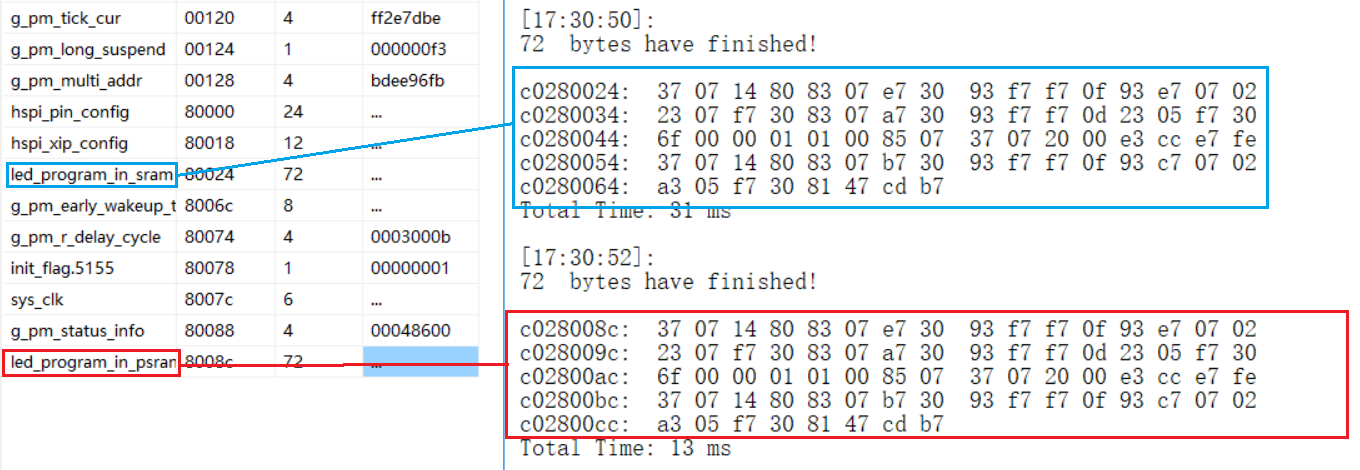 g_pm_tick_cur 00120 4 ff2e7dbe
g_pm_long_suspend 00124 1 000000f3
g_pm_multi_addr 00128 4 bdee96fb
hspi_pin_config 80000 24 ...
hspi_xip_config 80018 12 ...
led_program_in_sram 80024 72 ...
g_pm_early_wakeup_t 8006c 8 ...
g_pm_r_delay_cycle 80074 4 0003000b
init_flag.5155 80078 1 00000001
sys_clk 8007c 6 ...
g_pm_status_info 80088 4 00048600
led_program_in_psran 8008c 72 ...
[17:30:50]:
72 bytes have finished!
c0280024: 37 07 14 80 83 07 e7 30 93 f7 f7 0f 93 e7 07 02
c0280034: 23 07 f7 30 83 07 a7 30 93 f7 f7 0d 23 05 f7 30
c0280044: 6f 00 00 01 01 00 85 07 37 07 20 00 e3 cc e7 fe
c0280054: 37 07 14 80 83 07 b7 30 93 f7 f7 0f 93 c7 07 02
c0280064: a3 05 f7 30 81 47 cd b7
Total Time: 31 ms
[17:30:52]:
72 bytes have finished!
c028008c: 37 07 14 80 83 07 e7 30 93 f7 f7 0f 93 e7 07 02
c028009c: 23 07 f7 30 83 07 a7 30 93 f7 f7 0d 23 05 f7 30
c02800ac: 6f 00 00 01 01 00 85 07 37 07 20 00 e3 cc e7 fe
c02800bc: 37 07 14 80 83 07 b7 30 93 f7 f7 0f 93 c7 07 02
c02800cc: a3 05 f7 30 81 47 cd b7
Total Time: 13 ms